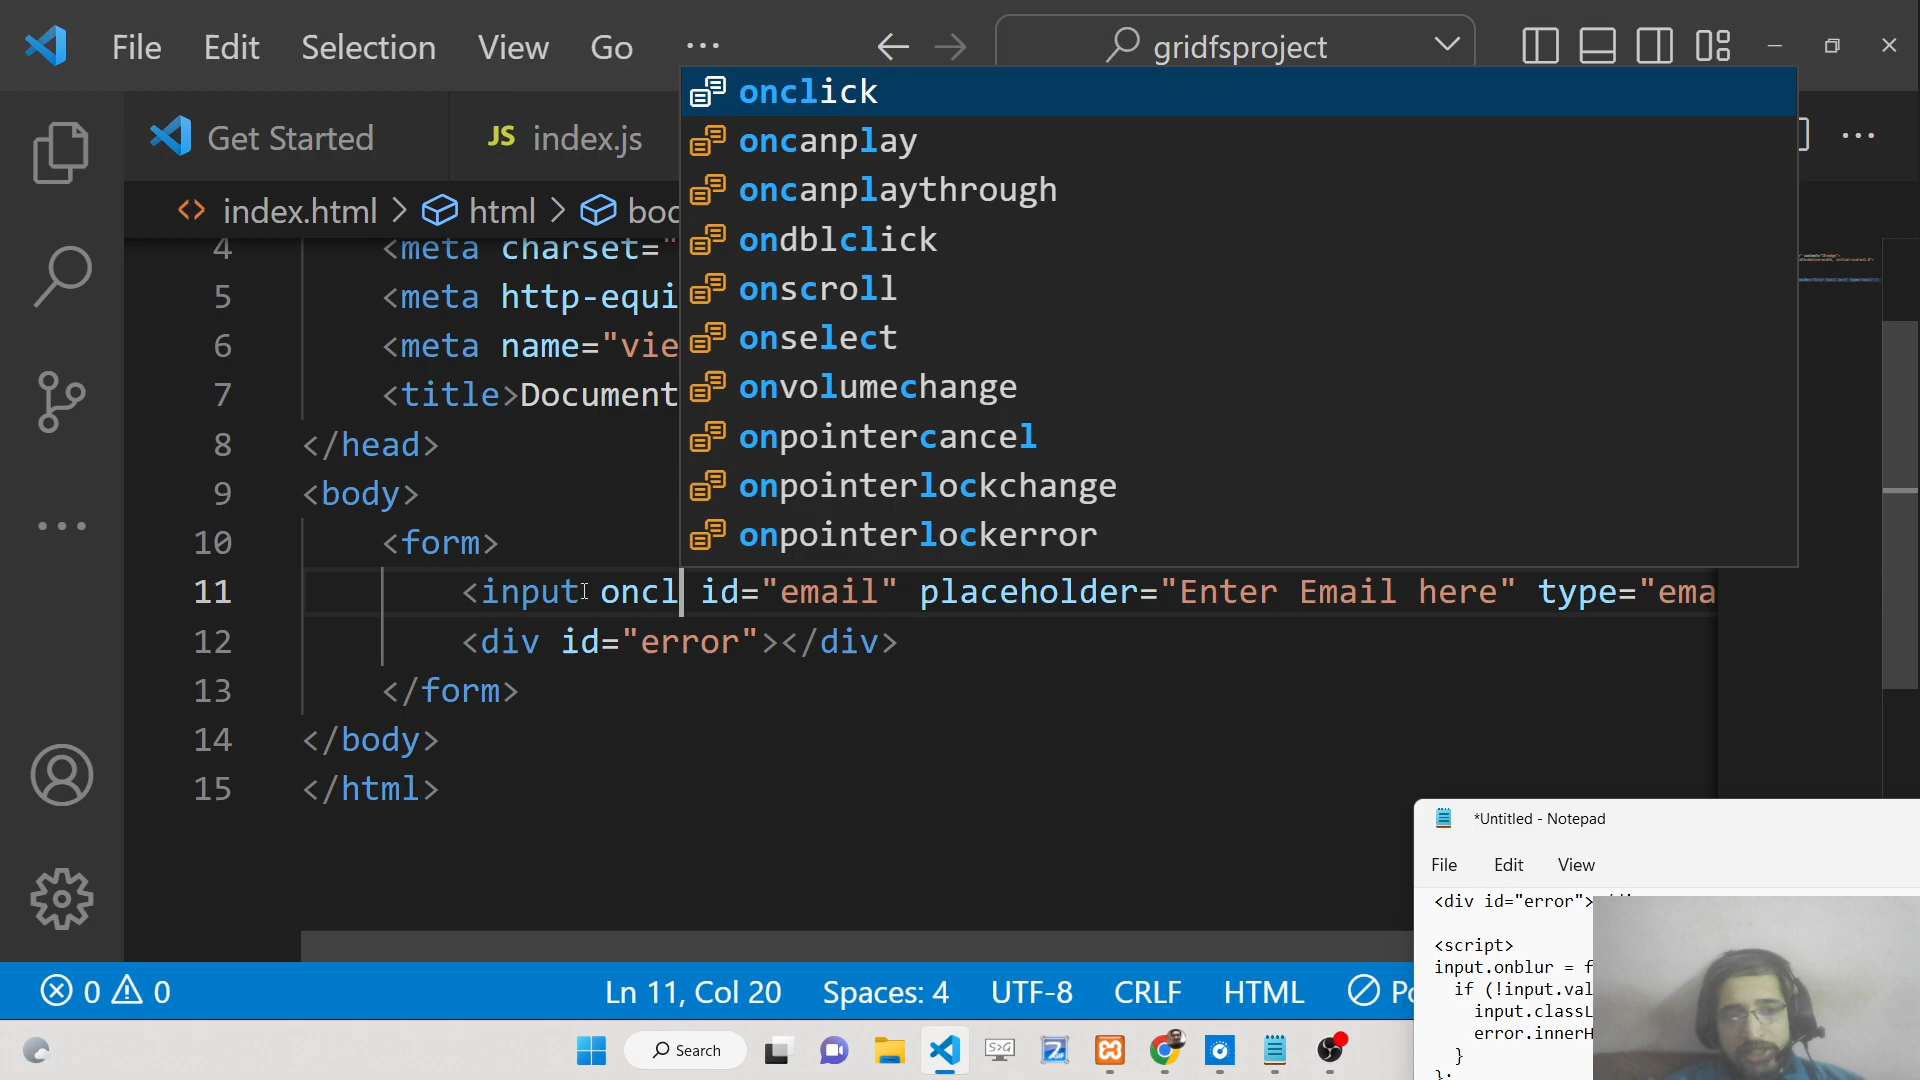 File Edit Selection View Go ...
gridfsproject
Get Started
JS index.js
index.html > html >
onclick
oncanplay
oncanplaythrough
ondblclick
onscroll
onselect
onvolumechange
onpointercancel
onpointerlockchange
onpointerlockerror
4 <meta charset="
5 <meta http-equi
6 <meta name="vie
7 <title>Document
8 </head>
9 <body>
10 <form>
11 <input oncl id="email" placeholder="Enter Email here" type="ema
12 <div id="error"></div>
13 </form>
14 </body>
15 </html>
*Untitled - Notepad
File Edit View
<div id="error">
<script>
input.onblur = f
if (!input.val
input.classL
error.innerH
}
};
0 0
Ln 11, Col 20 Spaces: 4 UTF-8 CRLF HTML
Search